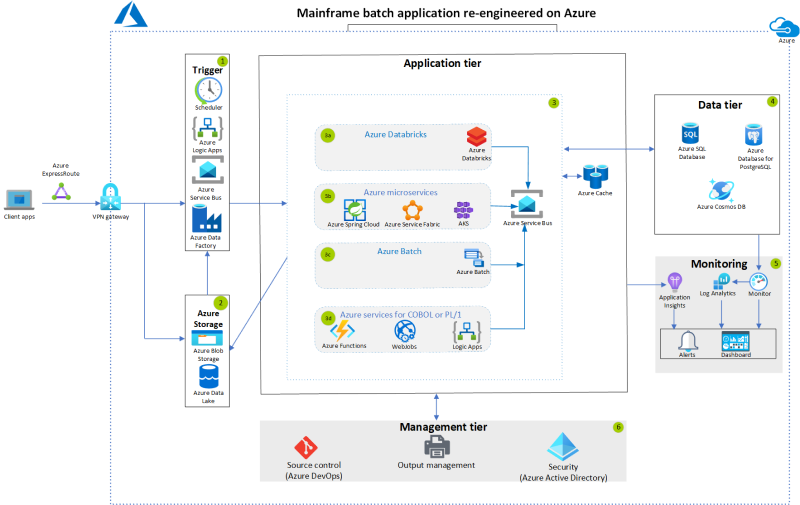 Mainframe batch application re-engineered on Azure
Azure
1
Trigger
Scheduler
Azure
Logic Apps
Azure
Service Bus
Azure Data
Factory
Application tier
3
3a
Azure Databricks
Azure
Databricks
3b
Azure microservices
Azure Spring Cloud
Azure Service Fabric
AKS
3c
Azure Batch
Azure Batch
3d
Azure services for COBOL or PL/1
Azure Functions
WebJobs
Logic Apps
Azure Service Bus
Azure Cache
4
Data tier
Azure SQL
Database
Azure
Database for
PostgreSQL
Azure Cosmos DB
Azure
ExpressRoute
Client apps
VPN gateway
2
Azure
Storage
Azure Blob
Storage
Azure Data
Lake
5
Monitoring
Application
Insights
Log Analytics
Monitor
Alerts
Dashboard
6
Management tier
Source control
(Azure DevOps)
Output management
Security
(Azure Active Directory)